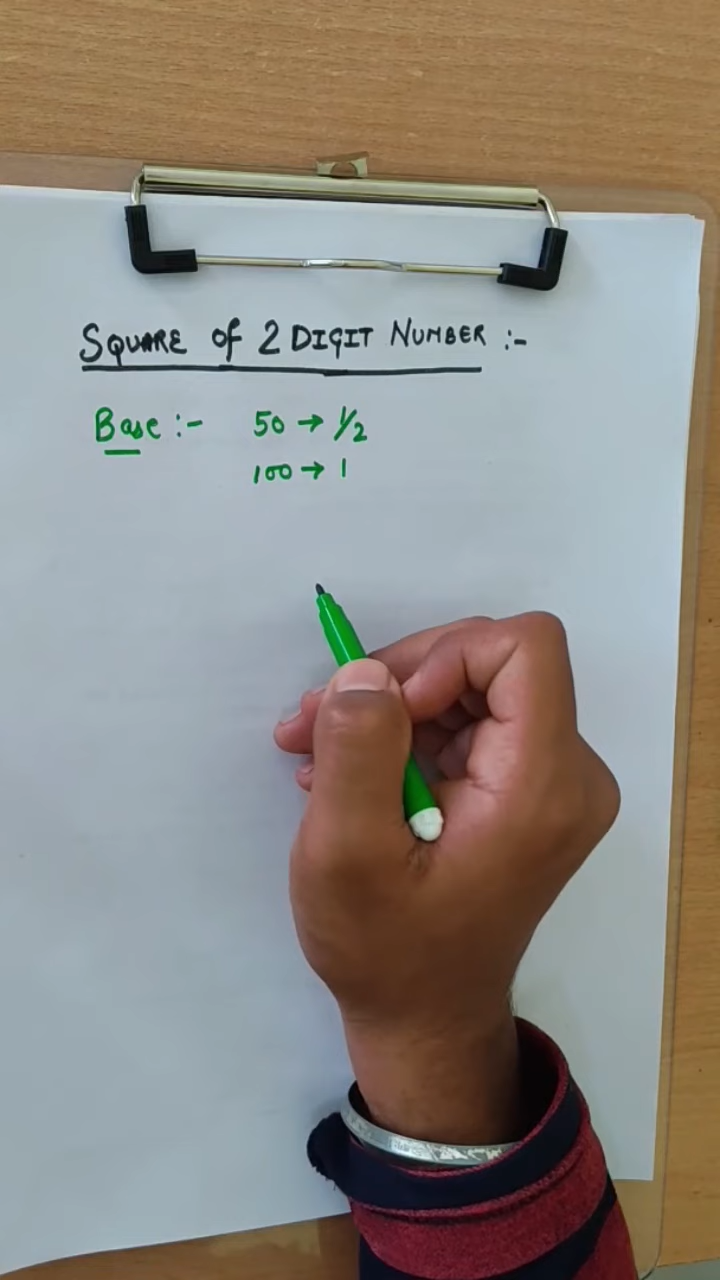 SQUARE of 2 DIGIT NUMBER :-
Base :- 50 → 1/2
100 → 1